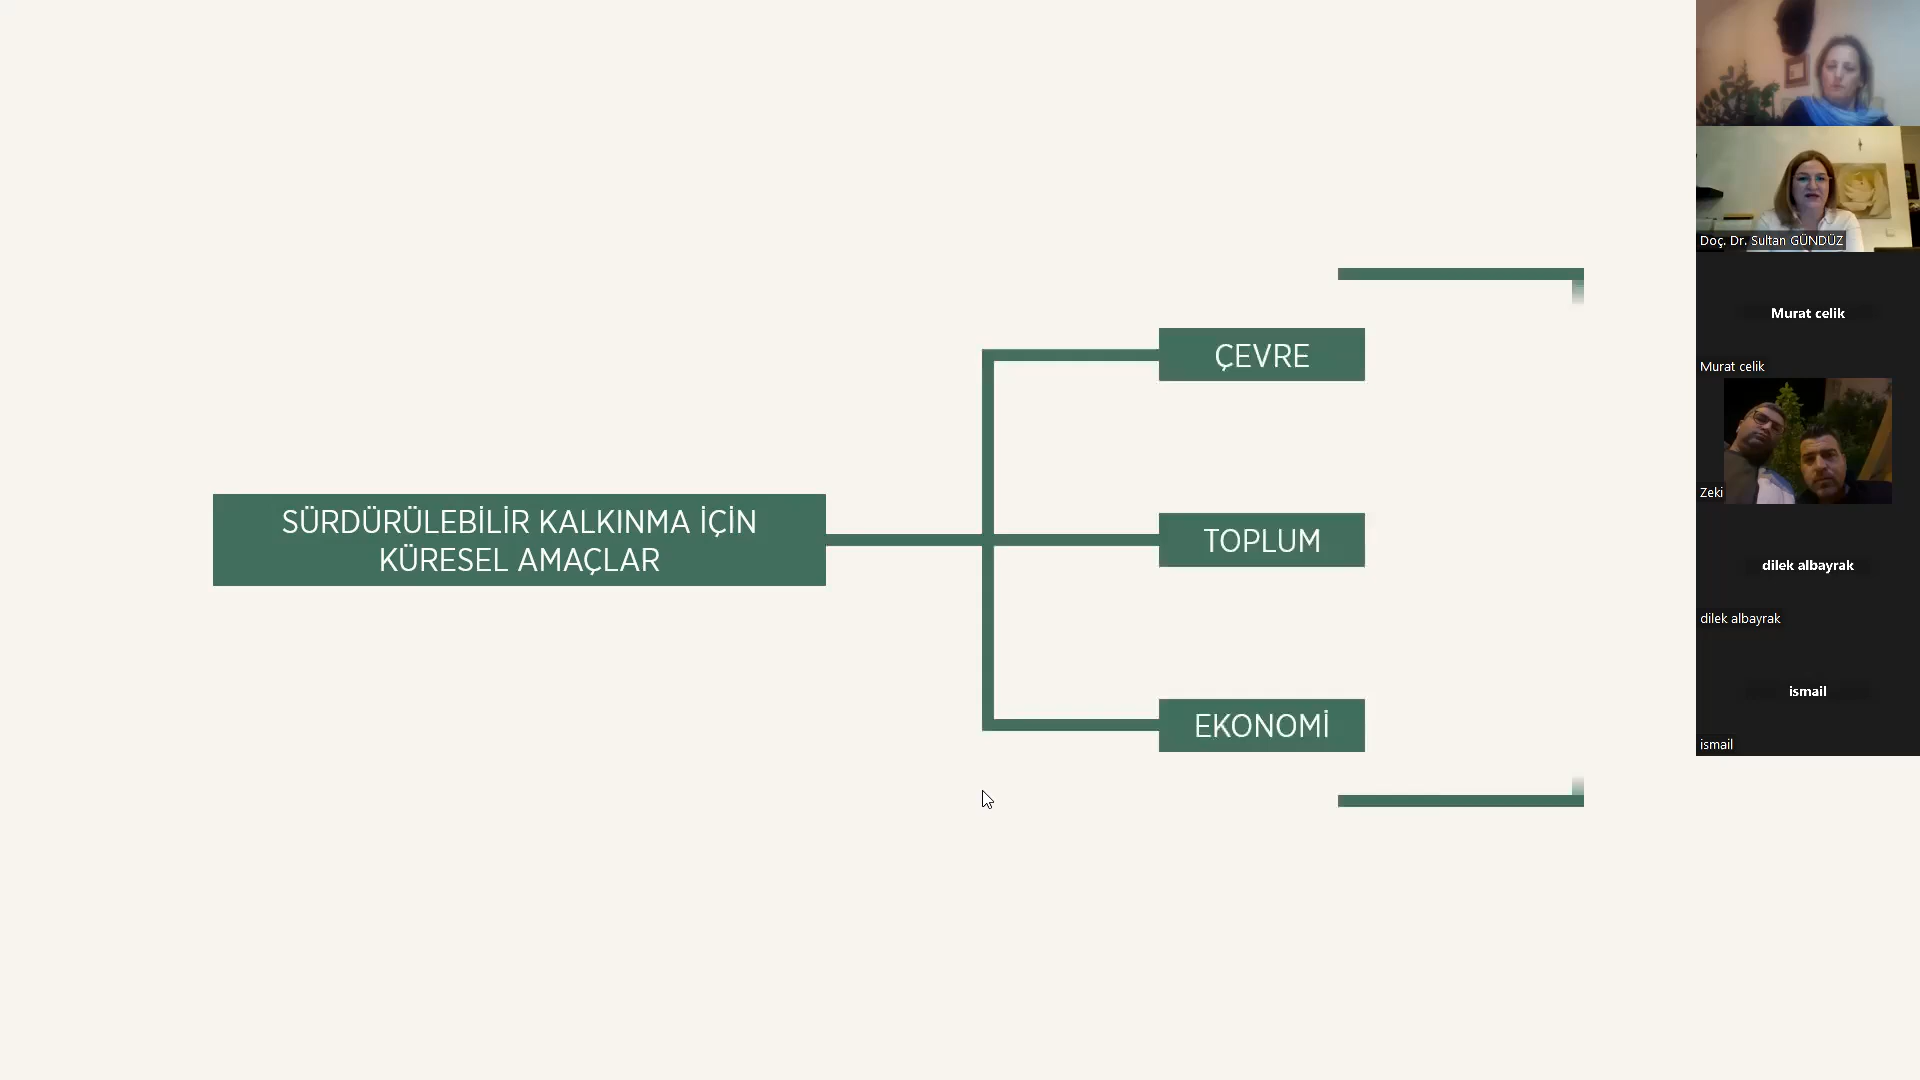 SÜRDÜRÜLEBİLİR KALKINMA İÇİN
KÜRESEL AMAÇLAR
ÇEVRE
TOPLUM
EKONOMİ
Doç. Dr. Sultan GÜNDÜZ
Murat celik
Murat celik
Zeki
dilek albayrak
dilek albayrak
ismail
ismail